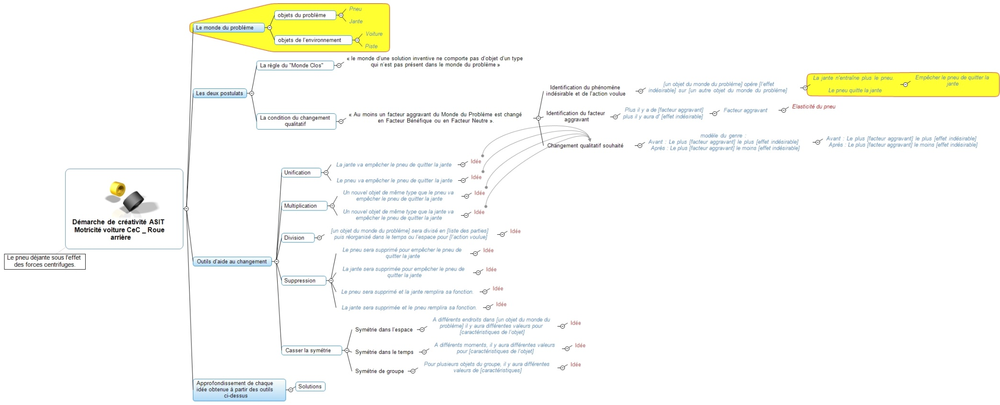 Le monde du problème
objets du problème
Pneu
Jante
objets de l'environnement
Voiture
Piste
Les deux postulats
La règle du "Monde Clos"
« le monde d'une solution inventive ne comporte pas d'objet d'un type
qui n'est pas présent dans le monde du problème »
La condition du changement
qualitatif
« Au moins un facteur aggravant du Monde du Problème est changé
en Facteur Bénéfique ou en Facteur Neutre ».
Identification du phénomène
indésirable et de l'action voulue
[un objet du monde du problème] opère [l'effet
indésirable] sur [un autre objet du monde du problème]
La jante n'entraîne plus le pneu.
Le pneu quitte la jante
Empêcher le pneu de quitter la
jante
Identification du facteur
aggravant
Plus il y a de [facteur aggravant]
plus il y aura d' [effet indésirable]
Facteur aggravant
Elasticité du pneu
Changement qualitatif souhaité
modèle du genre :
Avant : Le plus [facteur aggravant] le plus [effet indésirable]
Après : Le plus [facteur aggravant] le moins [effet indésirable]
Avant : Le plus [facteur aggravant] le plus [effet indésirable]
Après : Le plus [facteur aggravant] le moins [effet indésirable]
Démarche de créativité ASIT
Motricité voiture CeC _ Roue
arrière
Le pneu déjante sous l'effet
des forces centrifuges.
Outils d'aide au changement
Unification
La jante va empêcher le pneu de quitter la jante
Idée
Le pneu va empêcher le pneu de quitter la jante
Idée
Multiplication
Un nouvel objet de même type que le pneu va
empêcher le pneu de quitter la jante
Idée
Un nouvel objet de même type que la jante va
empêcher le pneu de quitter la jante
Idée
Division
[un objet du monde du problème] sera divisé en [liste des parties]
puis réorganisé dans le temps ou l'espace pour [l'action voulue]
Idée
Suppression
Le pneu sera supprimé pour empêcher le pneu de
quitter la jante
Idée
La jante sera supprimée pour empêcher le pneu de
quitter la jante
Idée
Le pneu sera supprimé et la jante remplira sa fonction.
Idée
La jante sera supprimée et le pneu remplira sa fonction.
Idée
Casser la symétrie
Symétrie dans l'espace
A différents endroits dans [un objet du monde du
problème] il y aura différentes valeurs pour
[caractéristiques de l'objet]
Idée
Symétrie dans le temps
A différents moments, il y aura différentes valeurs
pour [caractéristiques de l'objet]
Idée
Symétrie de groupe
Pour plusieurs objets du groupe, il y aura différentes
valeurs de [caractéristiques]
Idée
Approfondissement de chaque
idée obtenue à partir des outils
ci-dessus
Solutions